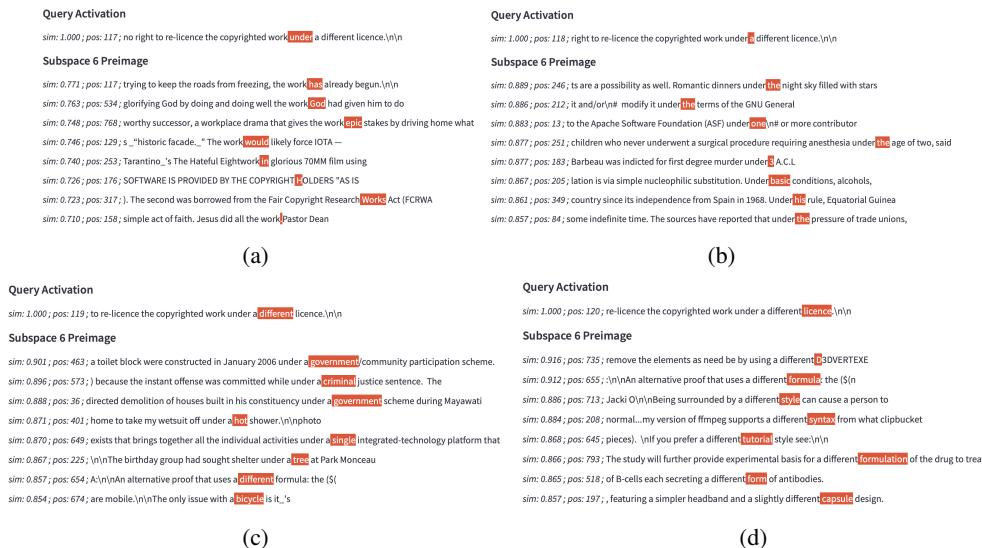 Query Activation
sim: 1.000 ; pos: 117 ; no right to re-licence the copyrighted work under a different licence.\n\n
Subspace 6 Preimage
sim: 0.771 ; pos: 117 ; trying to keep the roads from freezing, the work has already begun.\n\n
sim: 0.763 ; pos: 534 ; glorifying God by doing and doing well the work God had given him to do
sim: 0.748 ; pos: 768 ; worthy successor, a workplace drama that gives the work epic stakes by driving home what
sim: 0.746 ; pos: 129 ; s _“historic facade._” The work would likely force IOTA —
sim: 0.740 ; pos: 253 ; Tarantino_'s The Hateful Eightwork in glorious 70MM film using
sim: 0.726 ; pos: 176 ; SOFTWARE IS PROVIDED BY THE COPYRIGHT HOLDERS "AS IS
sim: 0.723 ; pos: 317 ; ). The second was borrowed from the Fair Copyright Research Works Act (FCRWA
sim: 0.710 ; pos: 158 ; simple act of faith. Jesus did all the work.Pastor Dean
(a)
Query Activation
sim: 1.000 ; pos: 118 ; right to re-licence the copyrighted work under a different licence.\n\n
Subspace 6 Preimage
sim: 0.889 ; pos: 246 ; ts are a possibility as well. Romantic dinners under the night sky filled with stars
sim: 0.886 ; pos: 212 ; it and/or\n# modify it under the terms of the GNU General
sim: 0.883 ; pos: 13 ; to the Apache Software Foundation (ASF) under one\n# or more contributor
sim: 0.877 ; pos: 251 ; children who never underwent a surgical procedure requiring anesthesia under the age of two, said
sim: 0.877 ; pos: 183 ; Barbeau was indicted for first degree murder under 3 A.C.L
sim: 0.867 ; pos: 205 ; lation is via simple nucleophilic substitution. Under basic conditions, alcohols,
sim: 0.861 ; pos: 349 ; country since its independence from Spain in 1968. Under his rule, Equatorial Guinea
sim: 0.857 ; pos: 84 ; some indefinite time. The sources have reported that under the pressure of trade unions,
(b)
Query Activation
sim: 1.000 ; pos: 119 ; to re-licence the copyrighted work under a different licence.\n\n
Subspace 6 Preimage
sim: 0.901 ; pos: 463 ; a toilet block were constructed in January 2006 under a government/community participation scheme.
sim: 0.896 ; pos: 573 ; ) because the instant offense was committed while under a criminal justice sentence. The
sim: 0.888 ; pos: 36 ; directed demolition of houses built in his constituency under a government scheme during Mayawati
sim: 0.871 ; pos: 401 ; home to take my wetsuit off under a hot shower.\n\nphoto
sim: 0.870 ; pos: 649 ; exists that brings together all the individual activities under a single integrated-technology platform that
sim: 0.867 ; pos: 225 ; \n\nThe birthday group had sought shelter under a tree at Park Monceau
sim: 0.857 ; pos: 654 ; A:\n\nAn alternative proof that uses a different formula: the ($(
sim: 0.854 ; pos: 674 ; are mobile.\n\nThe only issue with a bicycle is it_'s
(c)
Query Activation
sim: 1.000 ; pos: 120 ; re-licence the copyrighted work under a different licence.\n\n
Subspace 6 Preimage
sim: 0.916 ; pos: 735 ; remove the elements as need be by using a different D3DVERTEXE
sim: 0.912 ; pos: 655 ; :\n\nAn alternative proof that uses a different formula: the ($(n
sim: 0.886 ; pos: 713 ; Jacki O\n\nBeing surrounded by a different style can cause a person to
sim: 0.884 ; pos: 208 ; normal...my version of ffmpeg supports a different syntax from what clipbucket
sim: 0.868 ; pos: 645 ; pieces). \nIf you prefer a different tutorial style see:\n\n
sim: 0.866 ; pos: 793 ; The study will further provide experimental basis for a different formulation of the drug to trea
sim: 0.865 ; pos: 518 ; of B-cells each secreting a different form of antibodies.
sim: 0.857 ; pos: 197 ; , featuring a simpler headband and a slightly different capsule design.
(d)